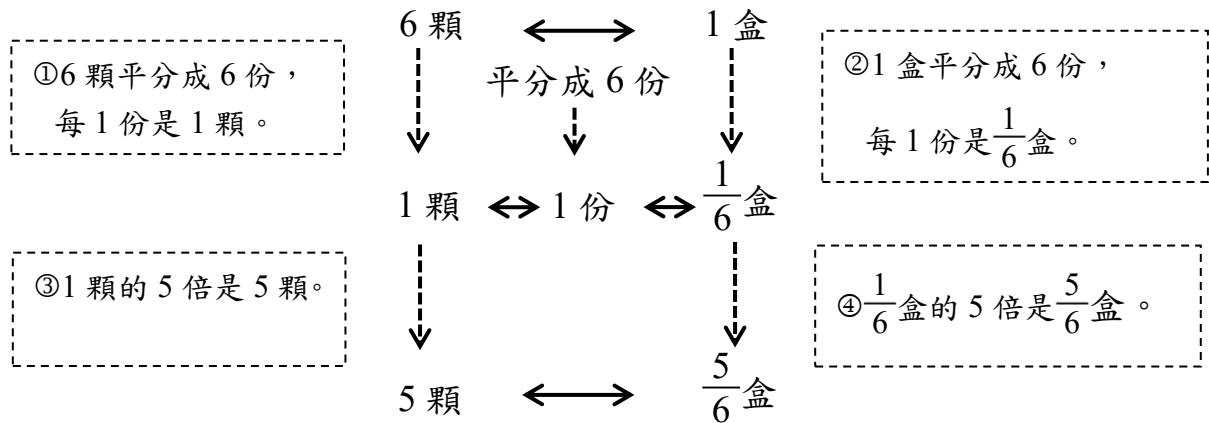 6 顆 1 盒
①6 顆平分成 6 份，
每 1 份是 1 顆。
平分成 6 份
②1 盒平分成 6 份，
每 1 份是 1/6 盒。
1 顆 1 份 1/6 盒
③1 顆的 5 倍是 5 顆。
④1/6 盒的 5 倍是 5/6 盒。
5 顆 5/6 盒